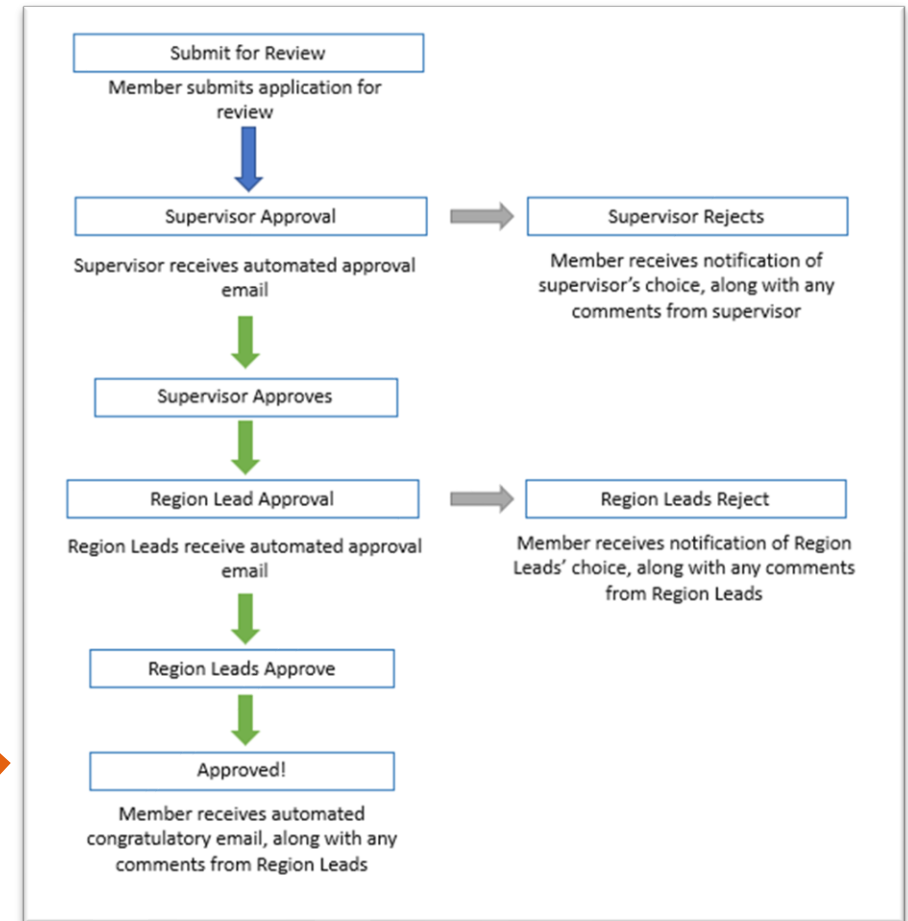 Submit for Review
Member submits application for
review
Supervisor Approval
Supervisor receives automated approval
email
Supervisor Rejects
Member receives notification of
supervisor's choice, along with any
comments from supervisor
Supervisor Approves
Region Lead Approval
Region Leads receive automated approval
email
Region Leads Reject
Member receives notification of Region
Leads' choice, along with any comments
from Region Leads
Region Leads Approve
Approved!
Member receives automated
congratulatory email, along with any
comments from Region Leads